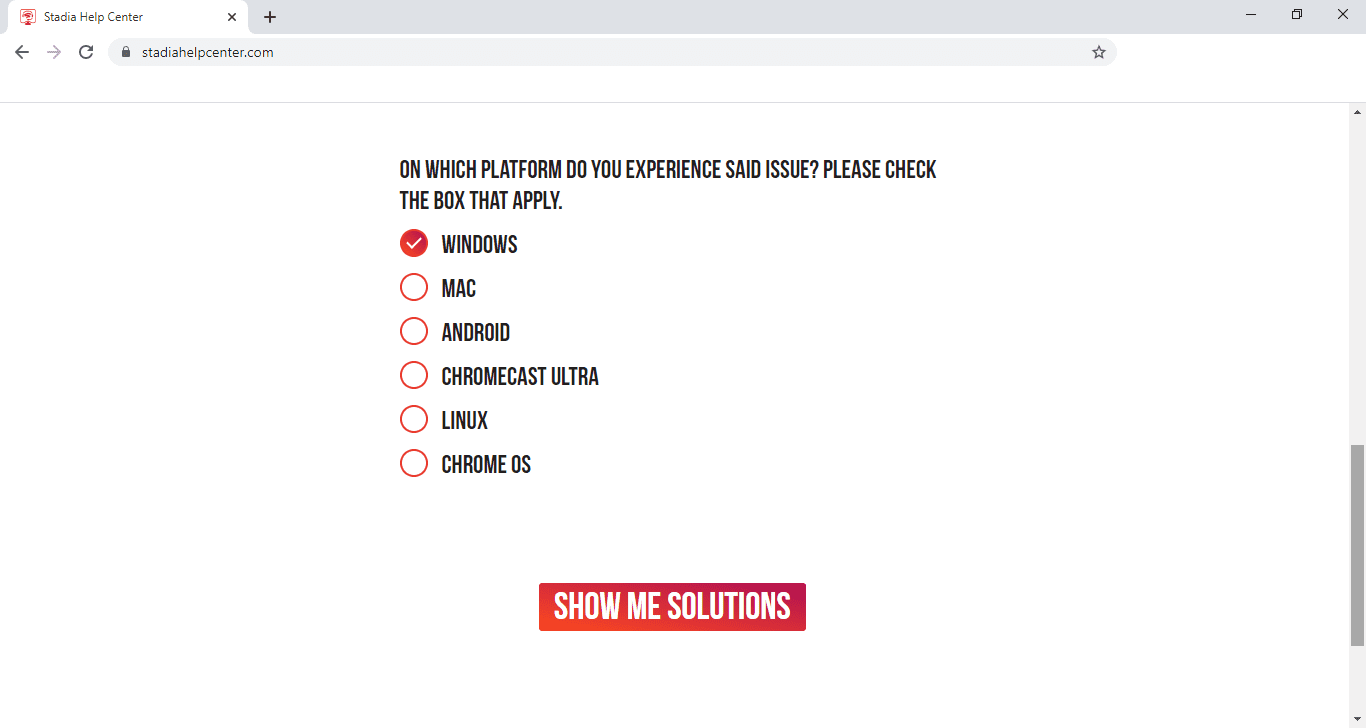 Stadia Help Center
stadiahelpcenter.com
ON WHICH PLATFORM DO YOU EXPERIENCE SAID ISSUE? PLEASE CHECK
THE BOX THAT APPLY.
WINDOWS
MAC
ANDROID
CHROMECAST ULTRA
LINUX
CHROME OS
SHOW ME SOLUTIONS